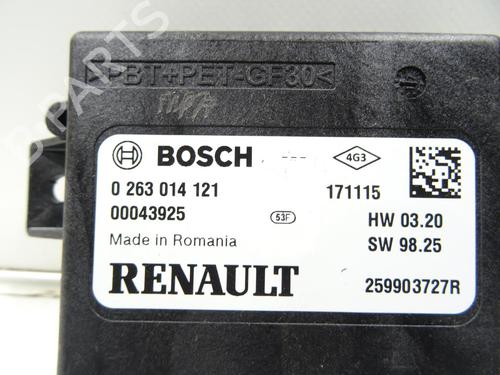 >PBT+PET-GF30<
BOSCH --- 4G3
0 263 014 121 171115
00043925 53F HW 03.20
Made in Romania SW 98.25
RENAULT 259903727R
B-PARTS